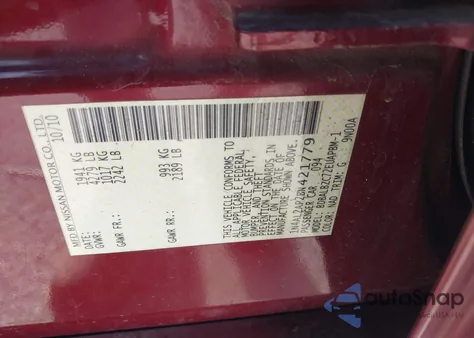 MFD BY NISSAN MOTOR CO., LTD.
DATE: 10/10
GVWR: 1941 KG
4279 LB
GAWR FR: 1017 KG
2242 LB
GAWR RR: 993 KG
2189 LB
THIS VEHICLE CONFORMS TO ALL
APPLICABLE FEDERAL
MOTOR VEHICLE SAFETY,
BUMPER, AND THEFT
PREVENTION STANDARDS IN
EFFECT ON THE DATE OF
MANUFACTURE SHOWN ABOVE.
421779
PASSENGER CAR 094
MODEL:
COLOR: NAD TRIM: G 9N00A
autoSnap